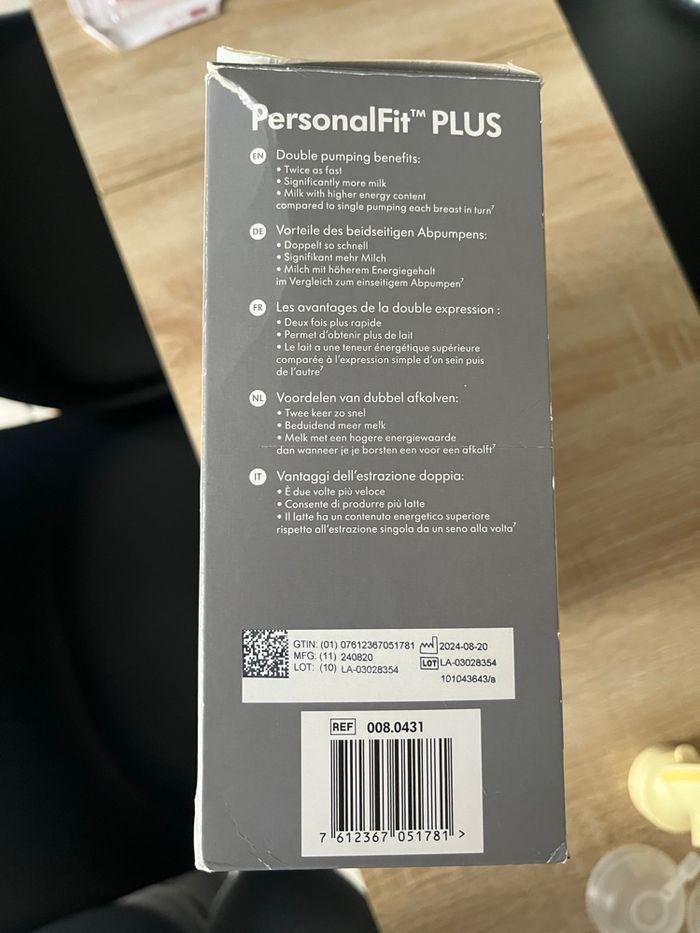 PersonalFit™ PLUS
EN Double pumping benefits:
• Twice as fast
• Significantly more milk
• Milk with higher energy content
compared to single pumping each breast in turn⁷
DE Vorteile des beidseitigen Abpumpens:
• Doppelt so schnell
• Signifikant mehr Milch
• Milch mit höherem Energiegehalt
im Vergleich zum einseitigem Abpumpen⁷
FR Les avantages de la double expression :
• Deux fois plus rapide
• Permet d'obtenir plus de lait
• Le lait a une teneur énergétique supérieure
comparée à l'expression simple d'un sein puis
de l'autre⁷
NL Voordelen van dubbel afkolven:
• Twee keer zo snel
• Beduidend meer melk
• Melk met een hogere energiewaarde
dan wanneer je je borsten een voor een afkolft⁷
IT Vantaggi dell'estrazione doppia:
• È due volte più veloce
• Consente di produrre più latte
• Il latte ha un contenuto energetico superiore
rispetto all'estrazione singola da un seno alla volta⁷
GTIN: (01) 07612367051781 2024-08-20
MFG: (11) 240820
LOT: (10) LA-03028354 LOT LA-03028354
101043643/a
REF 008.0431
7 612367 051781 >